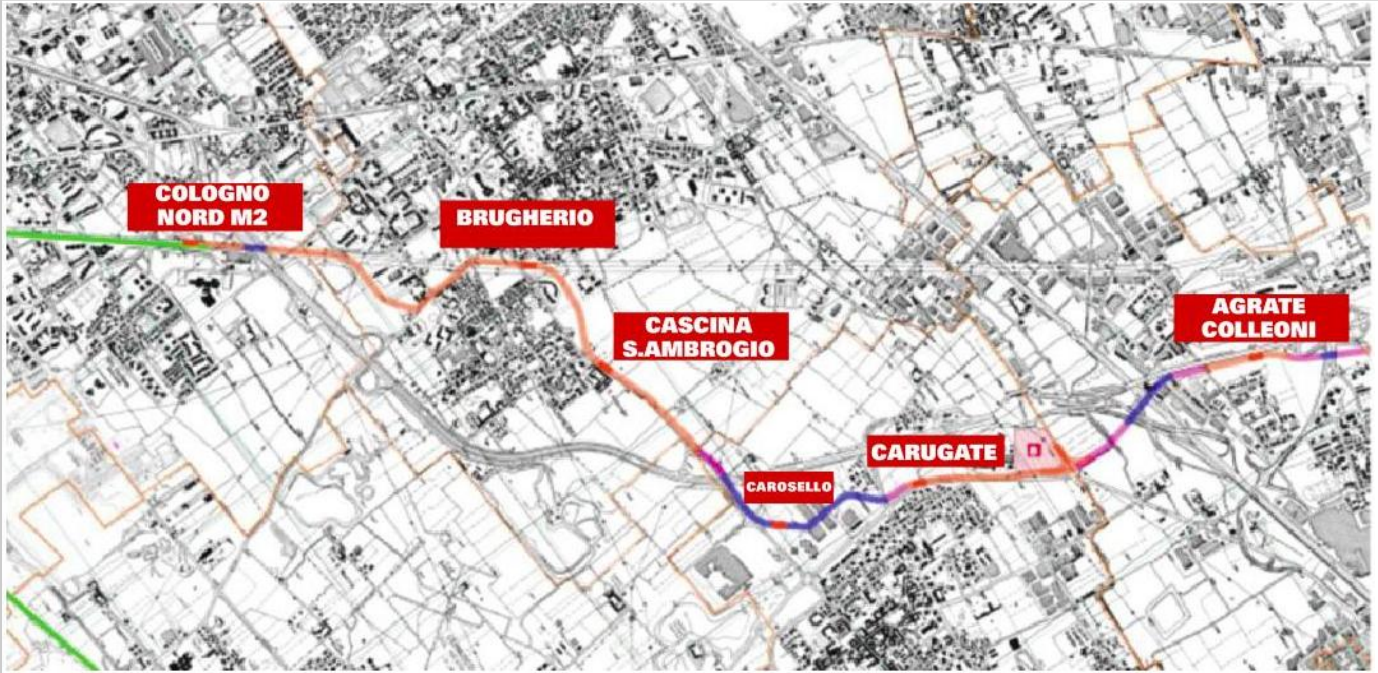 COLOGNO
NORD M2
BRUGHERIO
CASCINA
S.AMBROGIO
AGRATE
COLLEONI
CARUGATE
CAROSELLO